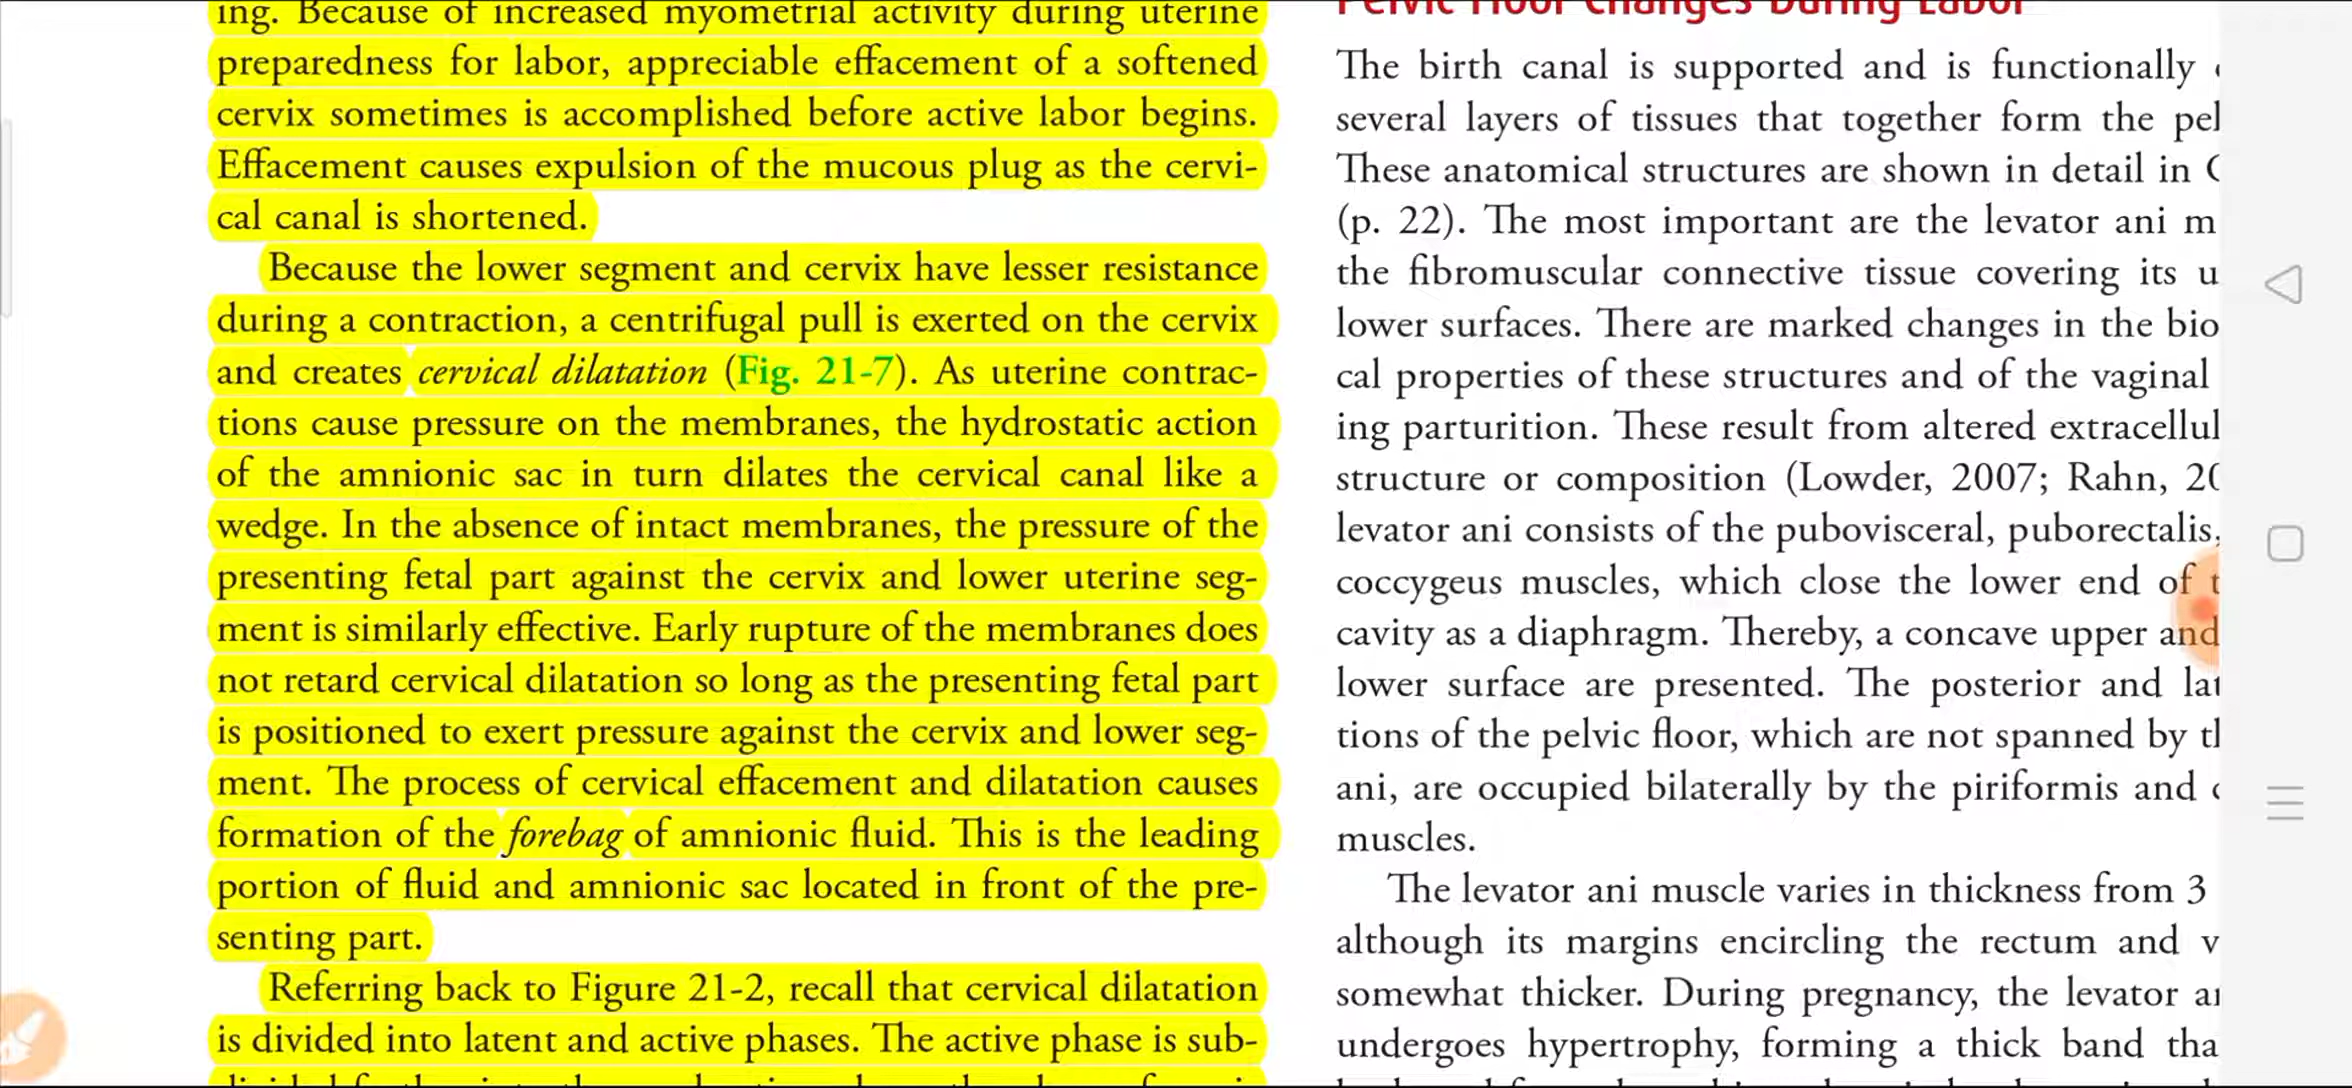 ing. Because of increased myometrial activity during uterine
preparedness for labor, appreciable effacement of a softened
cervix sometimes is accomplished before active labor begins.
Effacement causes expulsion of the mucous plug as the cervi-
cal canal is shortened.
Because the lower segment and cervix have lesser resistance
during a contraction, a centrifugal pull is exerted on the cervix
and creates cervical dilatation (Fig. 21-7). As uterine contrac-
tions cause pressure on the membranes, the hydrostatic action
of the amnionic sac in turn dilates the cervical canal like a
wedge. In the absence of intact membranes, the pressure of the
presenting fetal part against the cervix and lower uterine seg-
ment is similarly effective. Early rupture of the membranes does
not retard cervical dilatation so long as the presenting fetal part
is positioned to exert pressure against the cervix and lower seg-
ment. The process of cervical effacement and dilatation causes
formation of the forebag of amnionic fluid. This is the leading
portion of fluid and amnionic sac located in front of the pre-
senting part.
Referring back to Figure 21-2, recall that cervical dilatation
is divided into latent and active phases. The active phase is sub-
Pelvic Floor Changes During Labor
The birth canal is supported and is functionally
several layers of tissues that together form the pel
These anatomical structures are shown in detail in
(p. 22). The most important are the levator ani m
the fibromuscular connective tissue covering its u
lower surfaces. There are marked changes in the bio
cal properties of these structures and of the vaginal
ing parturition. These result from altered extracellul
structure or composition (Lowder, 2007; Rahn, 20
levator ani consists of the pubovisceral, puborectalis,
coccygeus muscles, which close the lower end of t
cavity as a diaphragm. Thereby, a concave upper and
lower surface are presented. The posterior and lat
tions of the pelvic floor, which are not spanned by th
ani, are occupied bilaterally by the piriformis and
muscles.
The levator ani muscle varies in thickness from 3
although its margins encircling the rectum and v
somewhat thicker. During pregnancy, the levator an
undergoes hypertrophy, forming a thick band tha